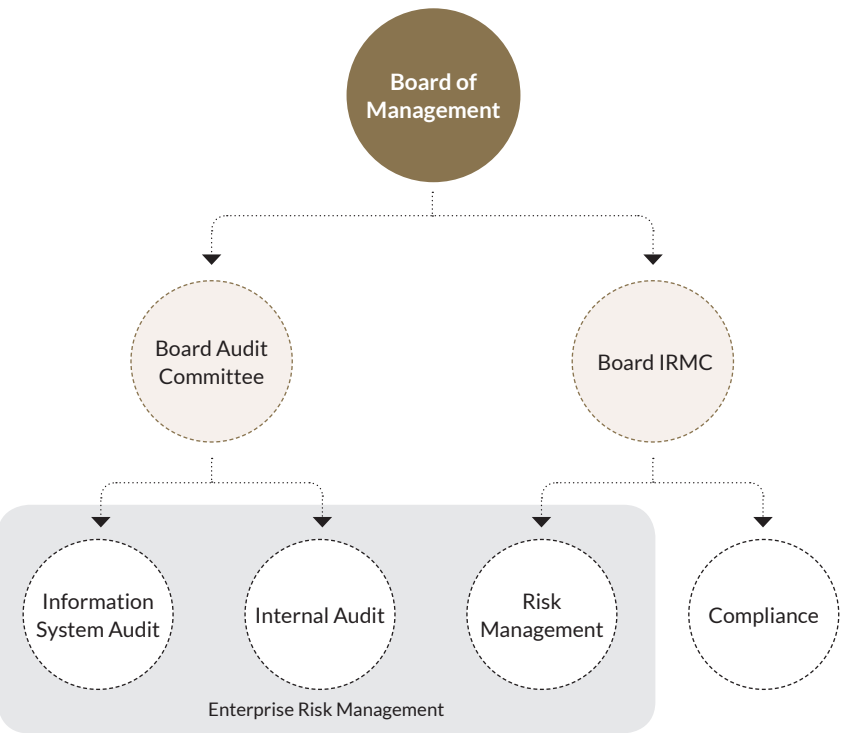 Board of
Management
Board Audit
Committee
Board IRMC
Information
System Audit
Internal Audit
Risk
Management
Compliance
Enterprise Risk Management